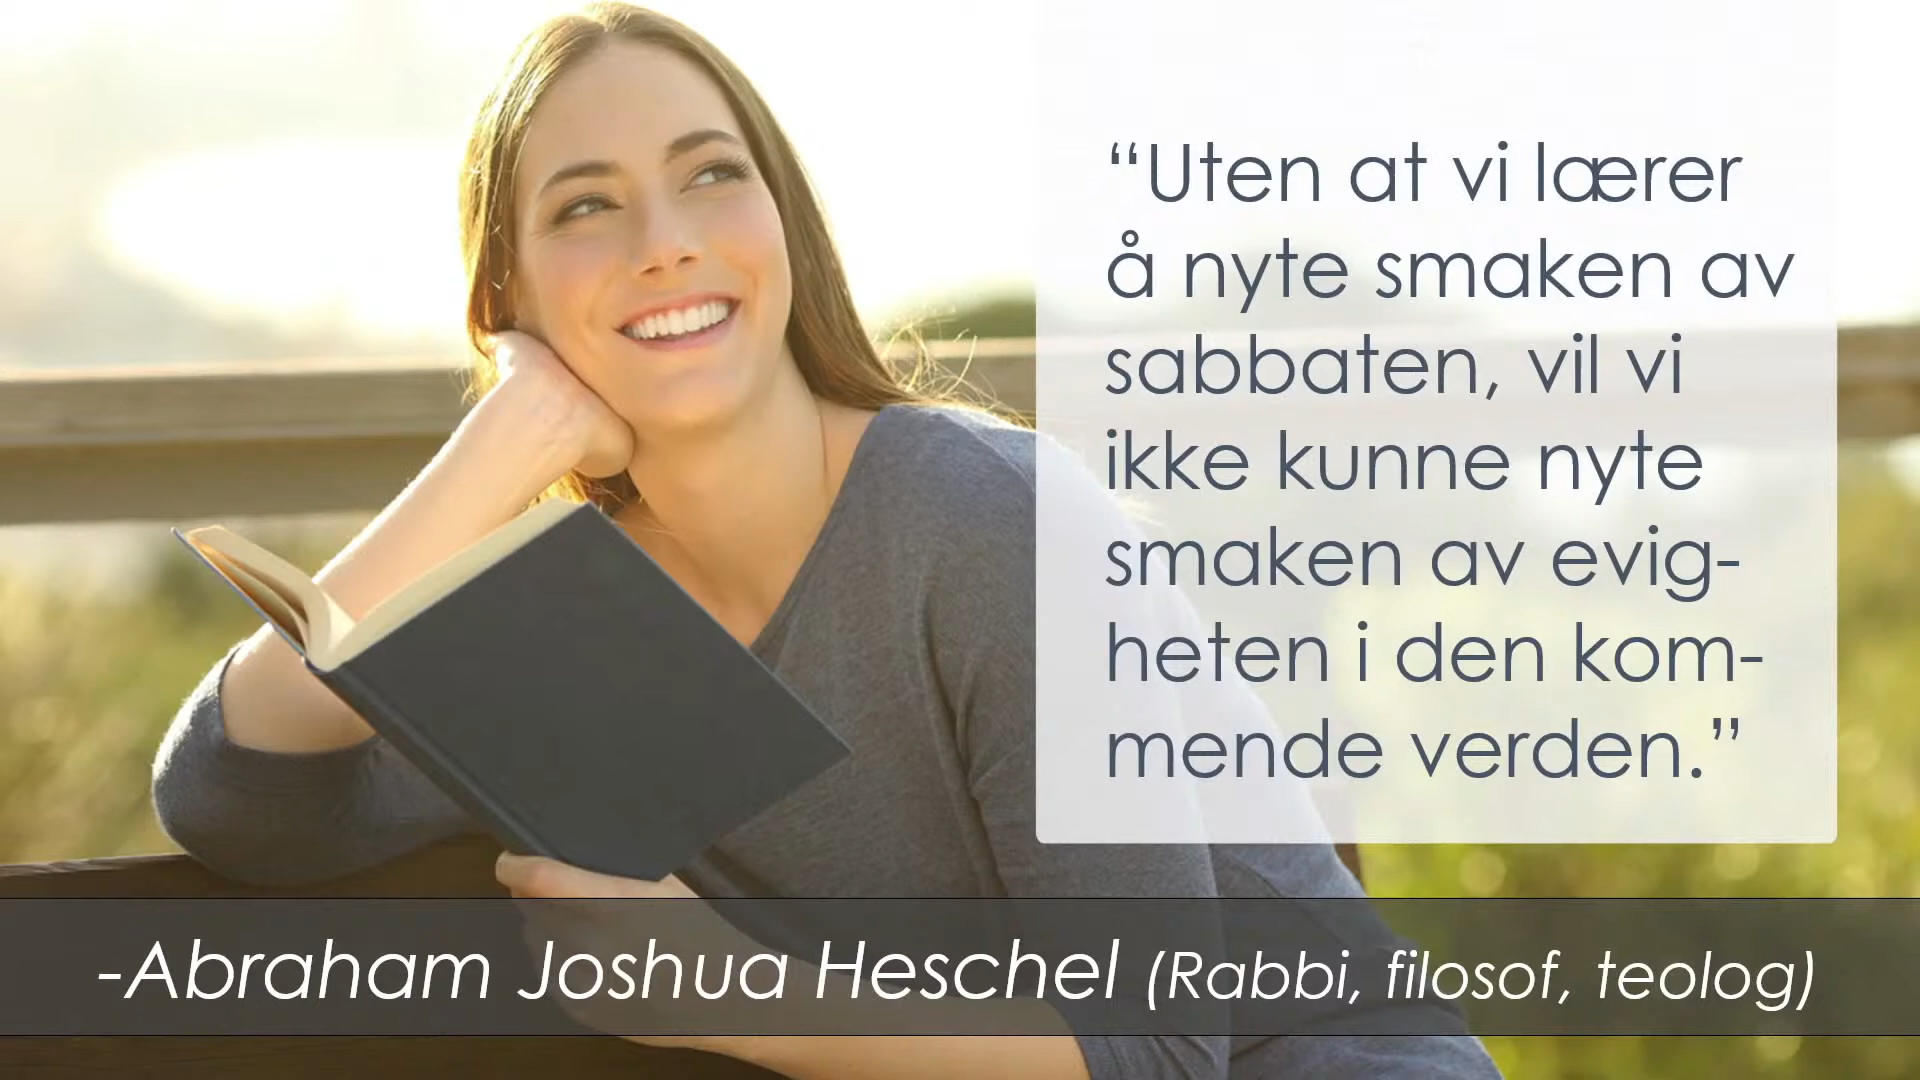 “Uten at vi lærer
å nyte smaken av
sabbaten, vil vi
ikke kunne nyte
smaken av evig-
heten i den kom-
mende verden.”
-Abraham Joshua Heschel (Rabbi, filosof, teolog)